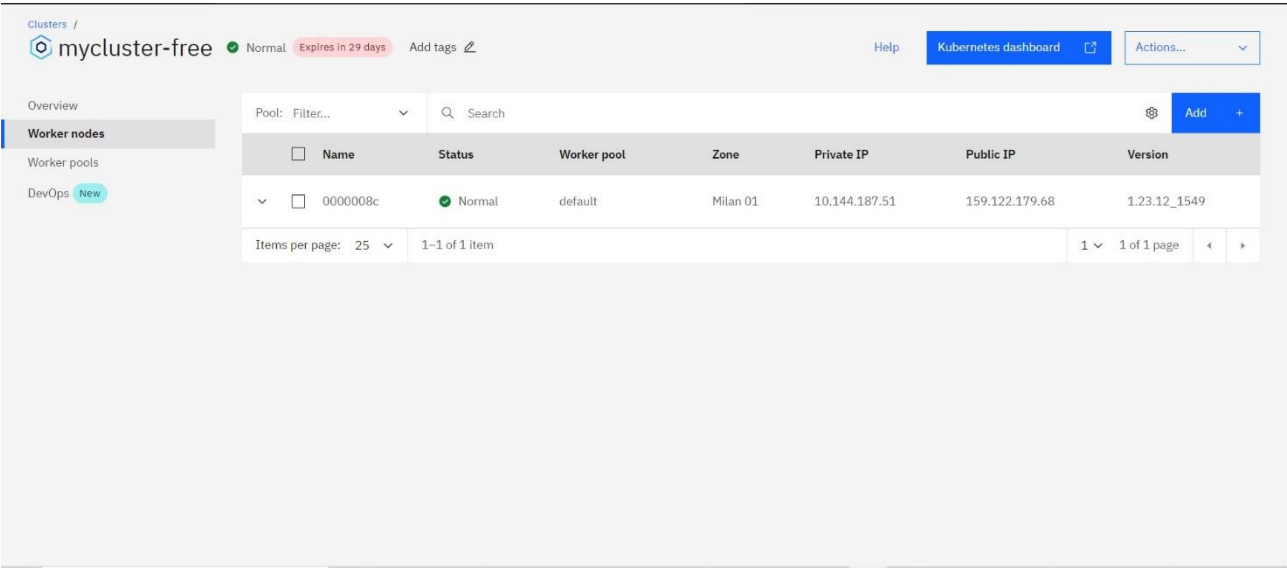 Clusters /
mycluster-free Normal Expires in 29 days Add tags Help Kubernetes dashboard Actions...
Overview
Worker nodes
Worker pools
DevOps New
Pool: Filter... Search Add +
Name Status Worker pool Zone Private IP Public IP Version
0000008c Normal default Milan 01 10.144.187.51 159.122.179.68 1.23.12_1549
Items per page: 25 1–1 of 1 item 1 1 of 1 page